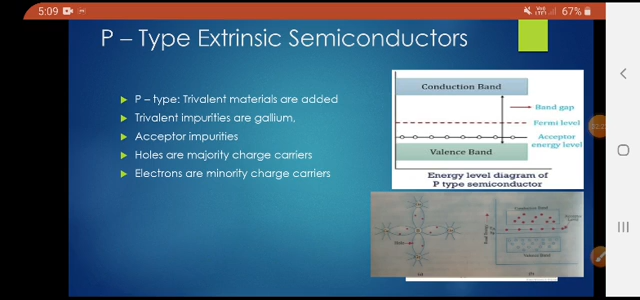 5:09
67%
P – Type Extrinsic Semiconductors
P – type: Trivalent materials are added
Trivalent impurities are gallium,
Acceptor impurities
Holes are majority charge carriers
Electrons are minority charge carriers
Conduction Band
Band gap
Fermi level
Acceptor
energy level
Valence Band
Energy level diagram of
P type semiconductor
Conduction Band
Valence Band